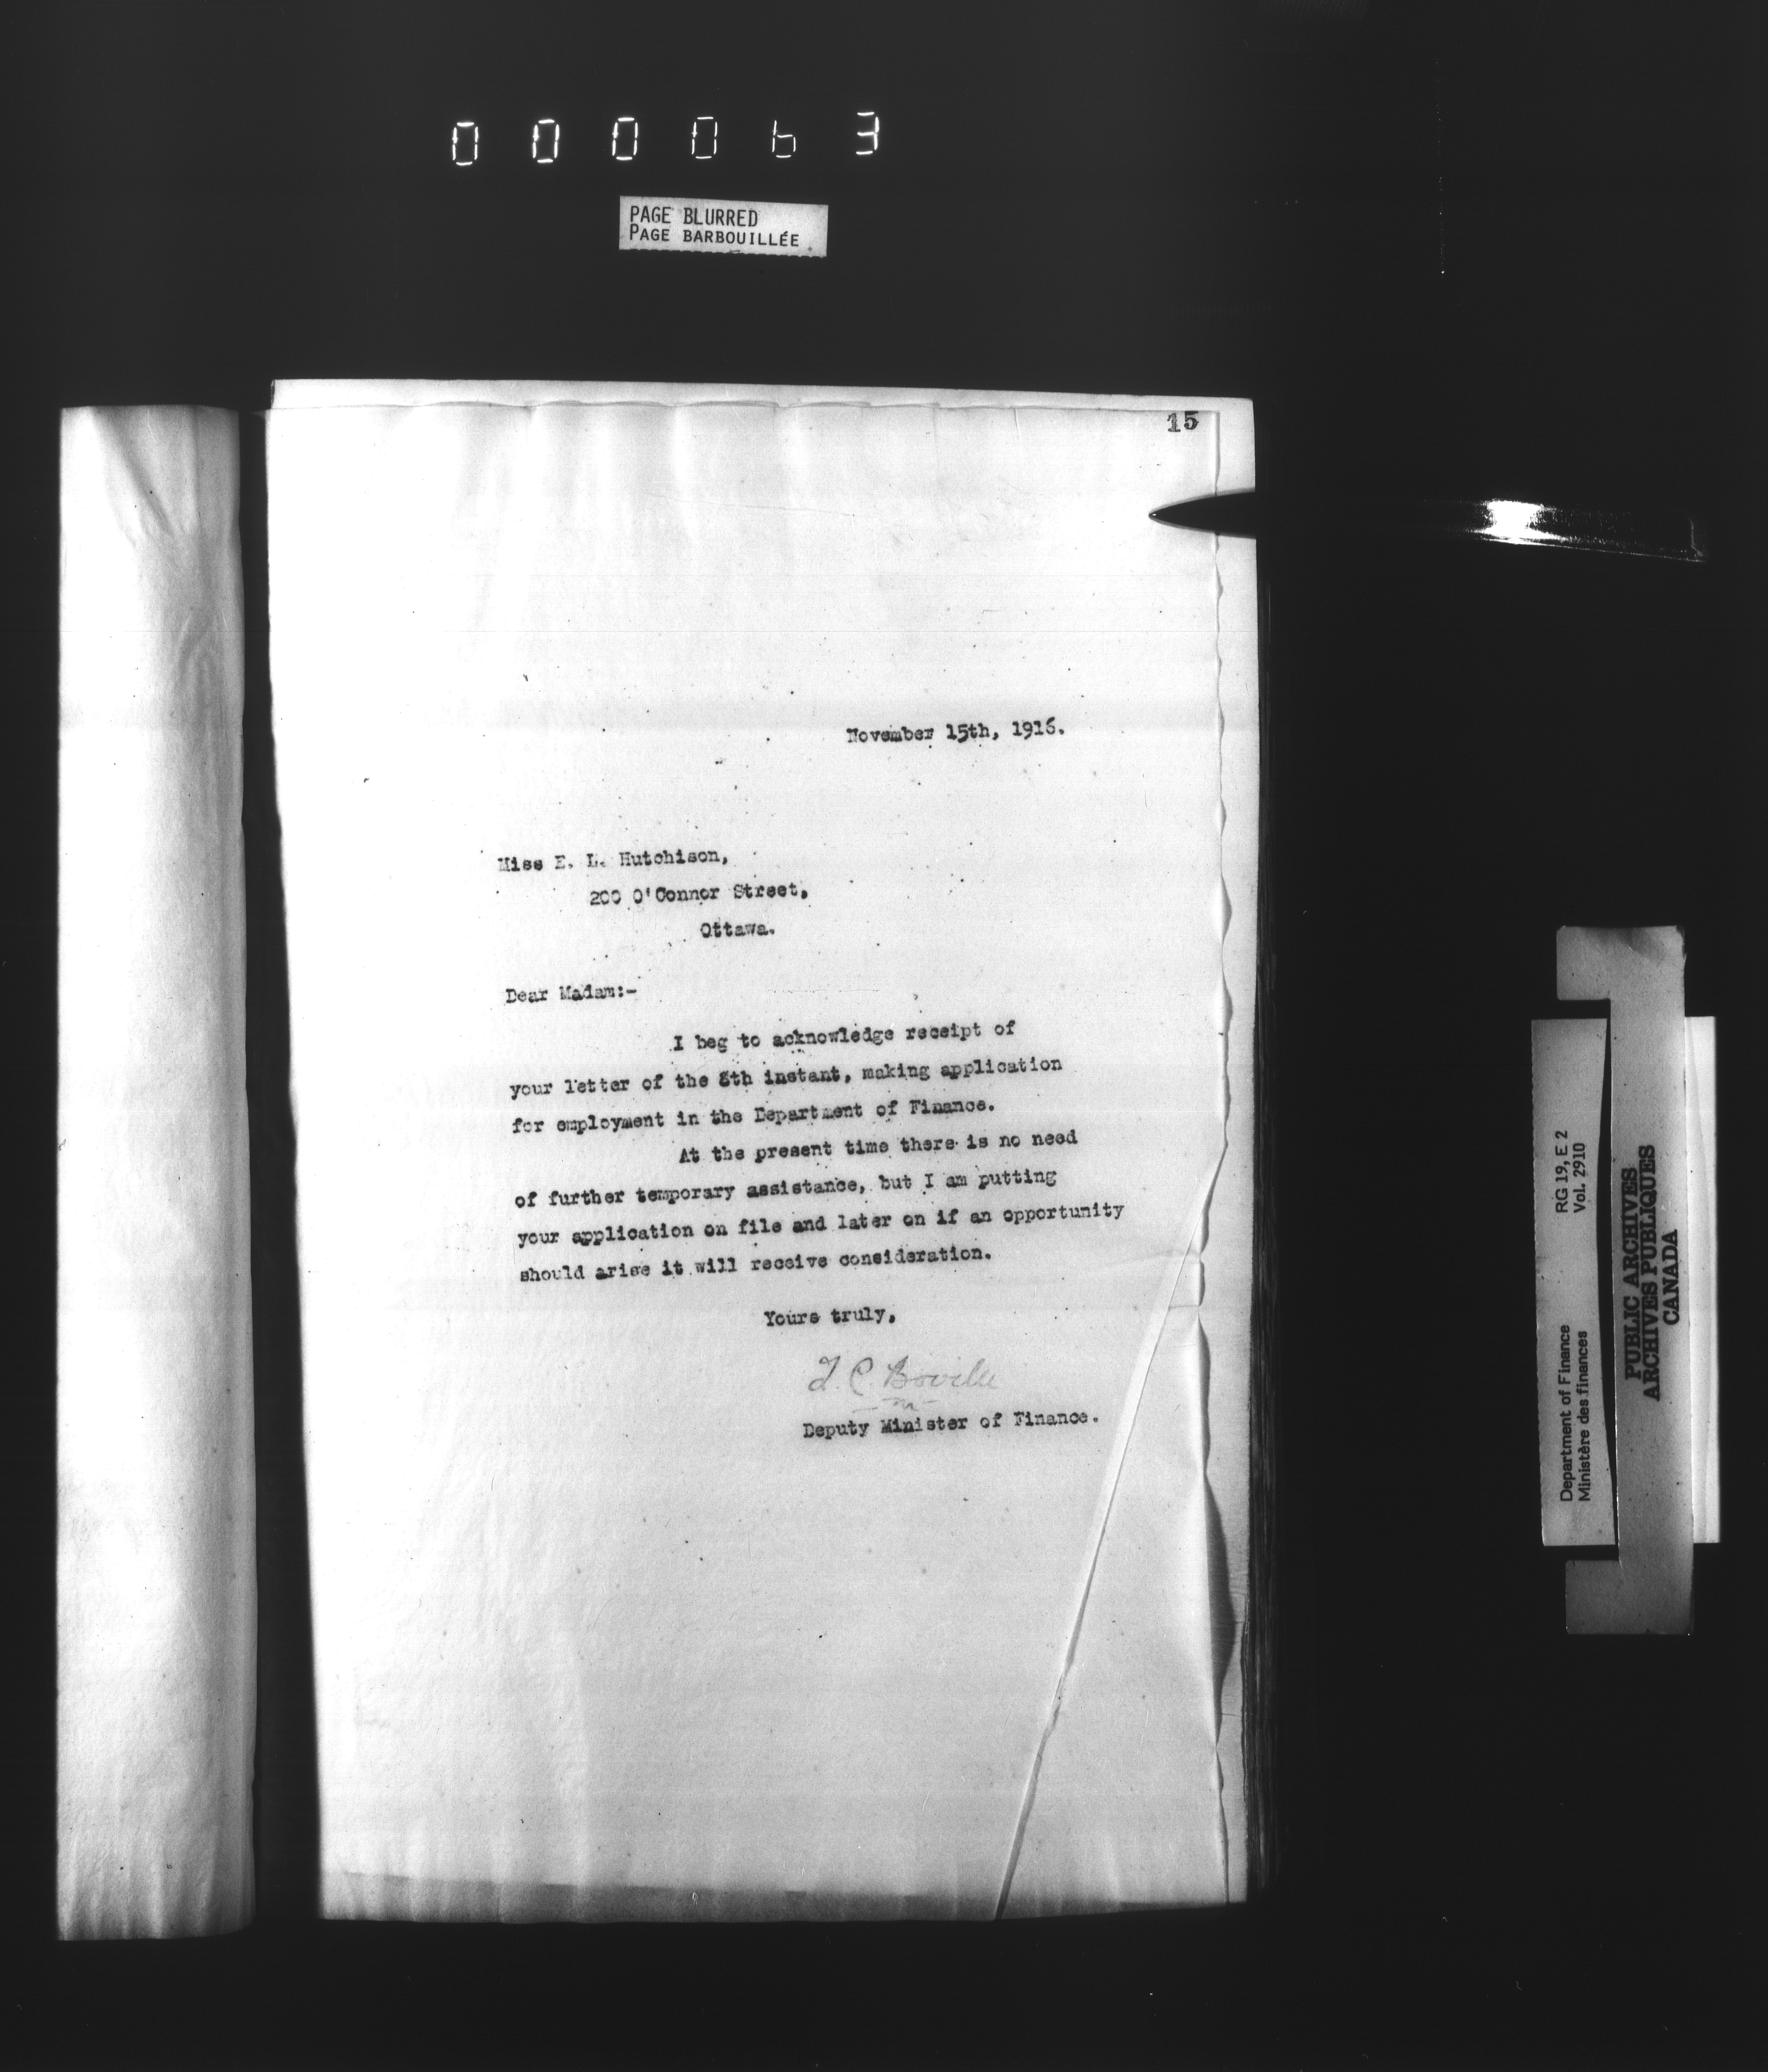 000063
PAGE BLURRED
PAGE BARBOUILLÉE
15
November 15th, 1916.
Miss E. L. Hutchison,
200 O'Connor Street,
Ottawa.
Dear Madam:-
I beg to acknowledge receipt of
your letter of the 8th instant, making application
for employment in the Department of Finance.
At the present time there is no need
of further temporary assistance, but I am putting
your application on file and later on if an opportunity
should arise it will receive consideration.
Yours truly,
T. C. Boville
Deputy Minister of Finance.
Department of Finance
Ministère des finances
RG 19, E 2
Vol. 2910
PUBLIC ARCHIVES
ARCHIVES PUBLIQUES
CANADA